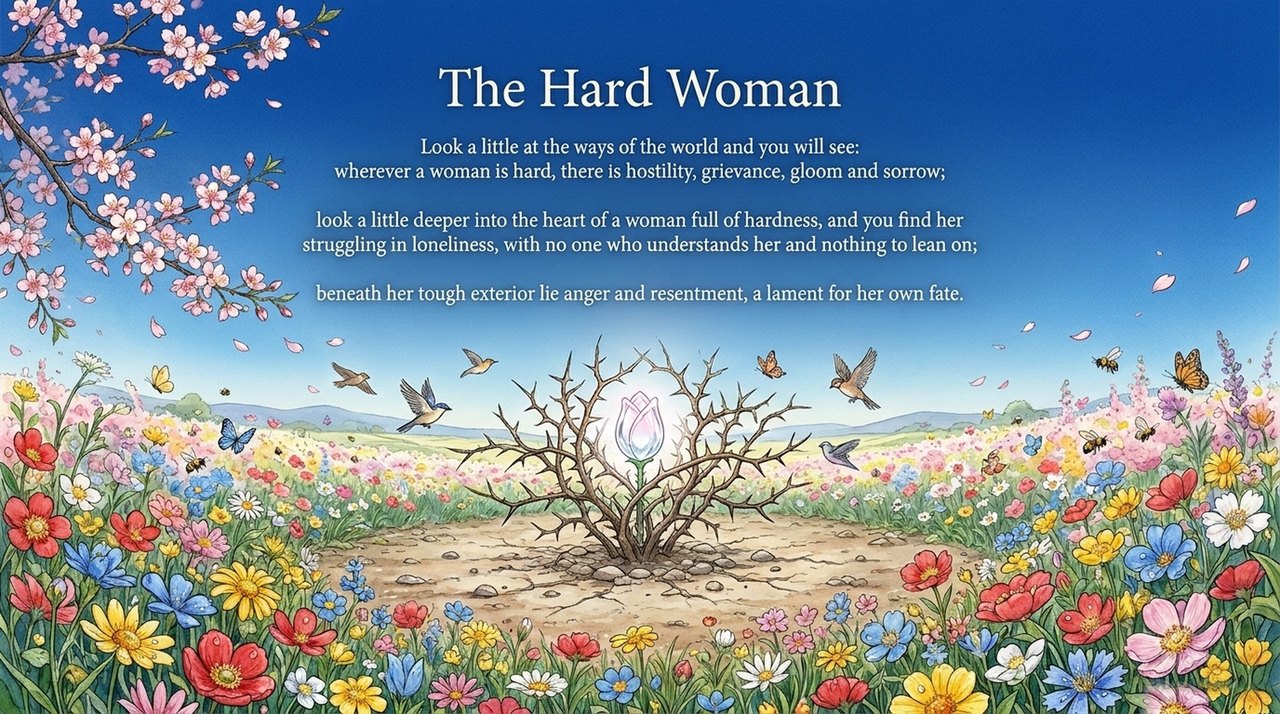 The Hard Woman
Look a little at the ways of the world and you will see:
wherever a woman is hard, there is hostility, grievance, gloom and sorrow;
look a little deeper into the heart of a woman full of hardness, and you find her
struggling in loneliness, with no one who understands her and nothing to lean on;
beneath her tough exterior lie anger and resentment, a lament for her own fate.